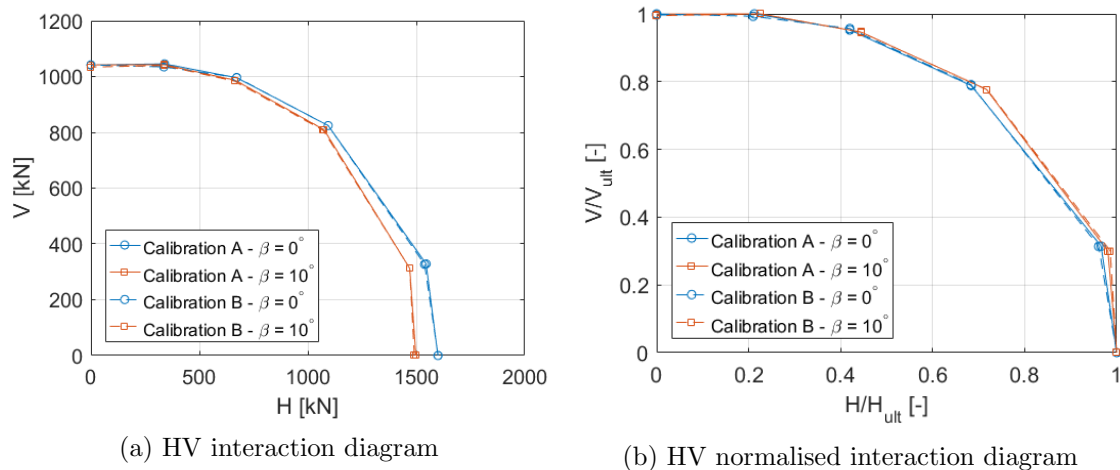 1200
1000
800
600
400
200
0
V [kN]
0
500
1000
1500
2000
H [kN]
Calibration A - β = 0°
Calibration A - β = 10°
Calibration B - β = 0°
Calibration B - β = 10°
(a) HV interaction diagram
1
0.8
0.6
0.4
0.2
0
V/V_ult [-]
0
0.2
0.4
0.6
0.8
1
H/H_ult [-]
Calibration A - β = 0°
Calibration A - β = 10°
Calibration B - β = 0°
Calibration B - β = 10°
(b) HV normalised interaction diagram